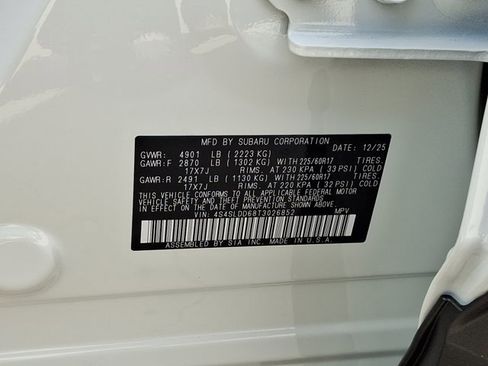 MFD BY SUBARU CORPORATION
GVWR: 4901 LB (2223 KG) DATE: 12/25
GAWR:F 2870 LB (1302 KG) WITH 225/60R17 TIRES.
17X7J RIMS. AT 230 KPA (33 PSI) COLD.
GAWR:R 2491 LB (1130 KG) WITH 225/60R17 TIRES.
17X7J RIMS. AT 220 KPA (32 PSI) COLD.
THIS VEHICLE CONFORMS TO ALL APPLICABLE FEDERAL MOTOR
VEHICLE SAFETY AND THEFT PREVENTION STANDARDS
IN EFFECT ON THE DATE OF MANUFACTURE SHOWN ABOVE.
VIN: 4S4SLDD68T3026852 MPV
ASSEMBLED BY SIA INC. IN U.S.A.